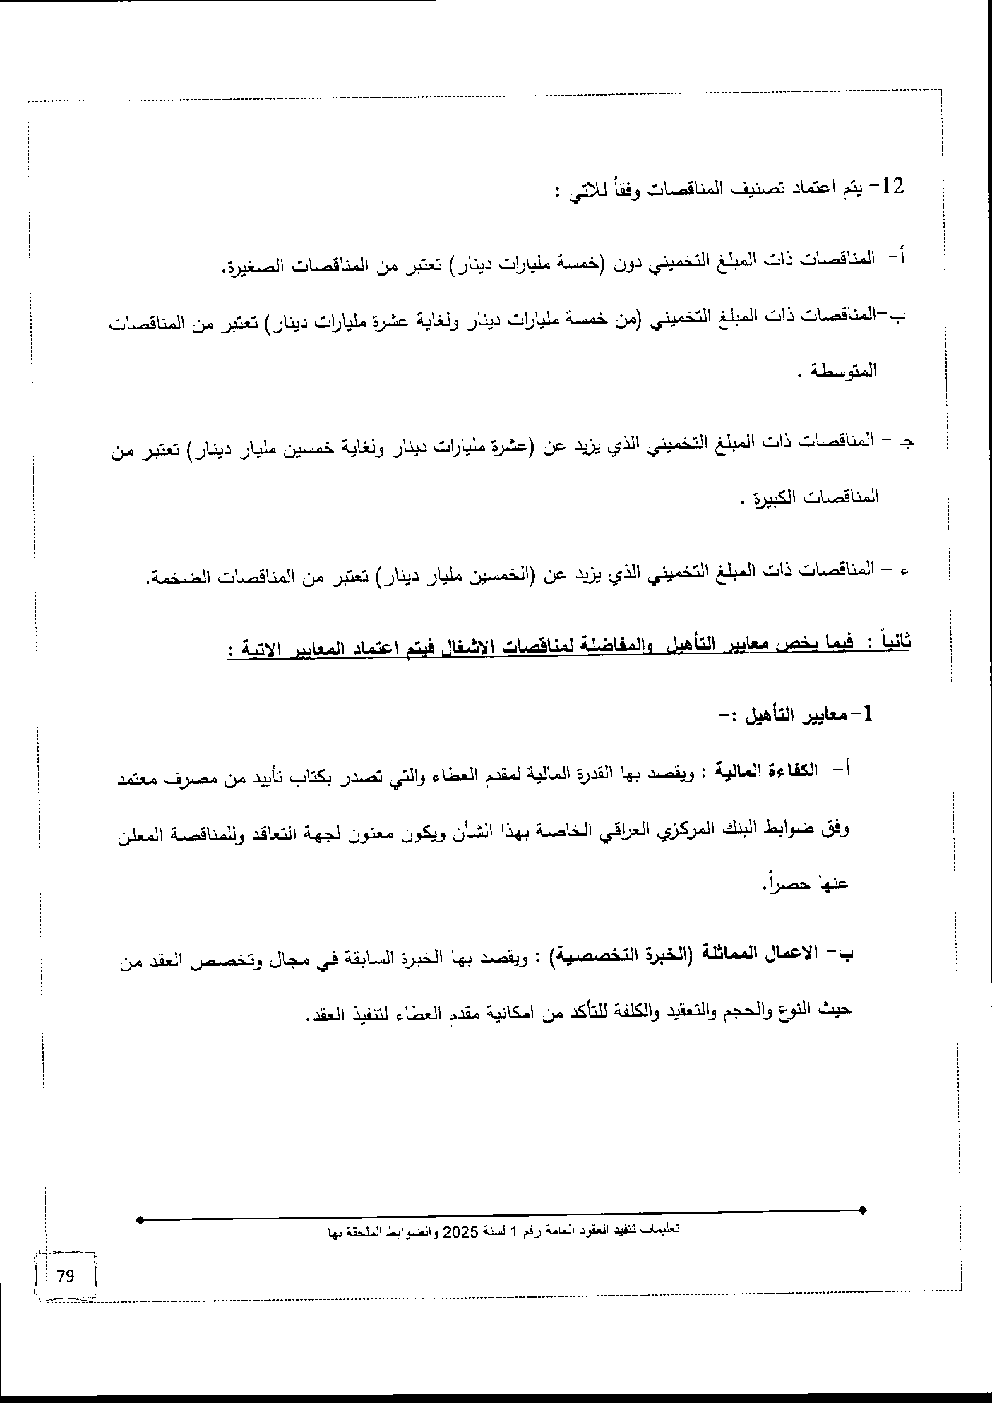 12- يتم اعتماد تصنيف المناقصات وفقاً للآتي :
أ- المناقصات ذات المبلغ التخميني دون (خمسة مليارات دينار) تعتبر من المناقصات الصغيرة.
ب-المناقصات ذات المبلغ التخميني (من خمسة مليارات دينار ولغاية عشرة مليارات دينار) تعتبر من المناقصات
المتوسطة .
جـ - المناقصات ذات المبلغ التخميني الذي يزيد عن (عشرة مليارات دينار ولغاية خمسين مليار دينار) تعتبر من
المناقصات الكبيرة .
ء - المناقصات ذات المبلغ التخميني الذي يزيد عن (الخمسين مليار دينار) تعتبر من المناقصات الضخمة.
ثانياً : فيما يخص معايير التأهيل والمفاضلة لمناقصات الاشغال فيتم اعتماد المعايير الاتية :
1-معايير التأهيل :-
أ- الكفاءة المالية : ويقصد بها القدرة المالية لمقدم العطاء والتي تصدر بكتاب تأييد من مصرف معتمد
وفق ضوابط البنك المركزي العراقي الخاصة بهذا الشأن ويكون معنون لجهة التعاقد وللمناقصة المعلن
عنها حصراً.
ب- الاعمال المماثلة (الخبرة التخصصية) : ويقصد بها الخبرة السابقة في مجال وتخصص العقد من
حيث النوع والحجم والتعقيد والكلفة للتأكد من امكانية مقدم العطاء لتنفيذ العقد.
تعليمات تنفيذ العقود العامة رقم 1 لسنة 2025 والضوابط الملحقة بها
79